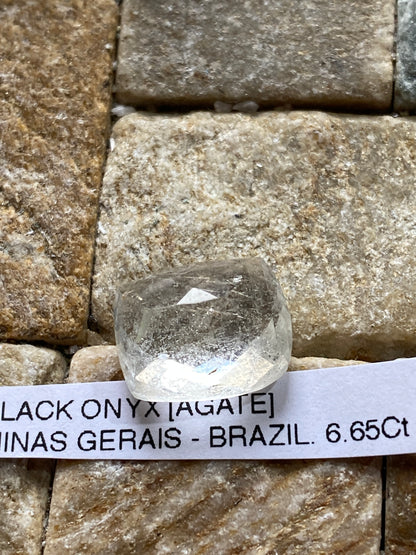 LACK ONYX [AGATE]
INAS GERAIS - BRAZIL. 6.65Ct